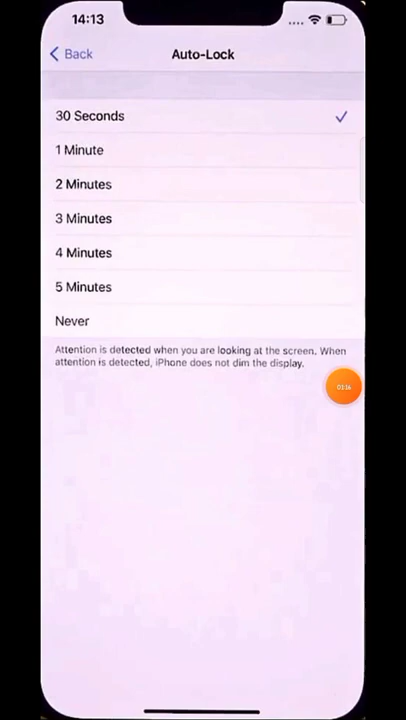 14:13
Back
Auto-Lock
30 Seconds
1 Minute
2 Minutes
3 Minutes
4 Minutes
5 Minutes
Never
Attention is detected when you are looking at the screen. When
attention is detected, iPhone does not dim the display.